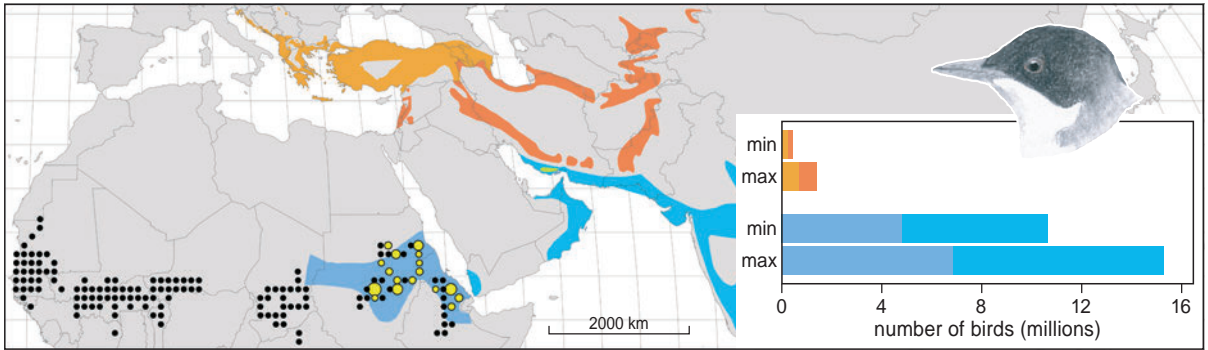 min
max
min
max
0 4 8 12 16
number of birds (millions)
2000 km